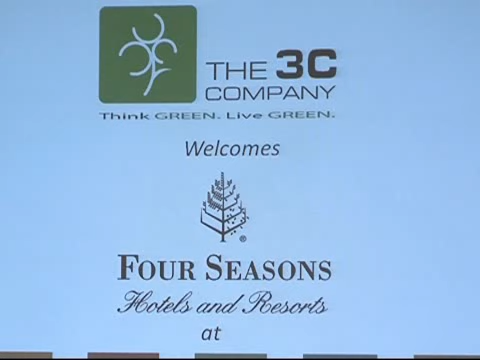 THE 3C
COMPANY
Think GREEN. Live GREEN.
Welcomes
FOUR SEASONS
Hotels and Resorts
at